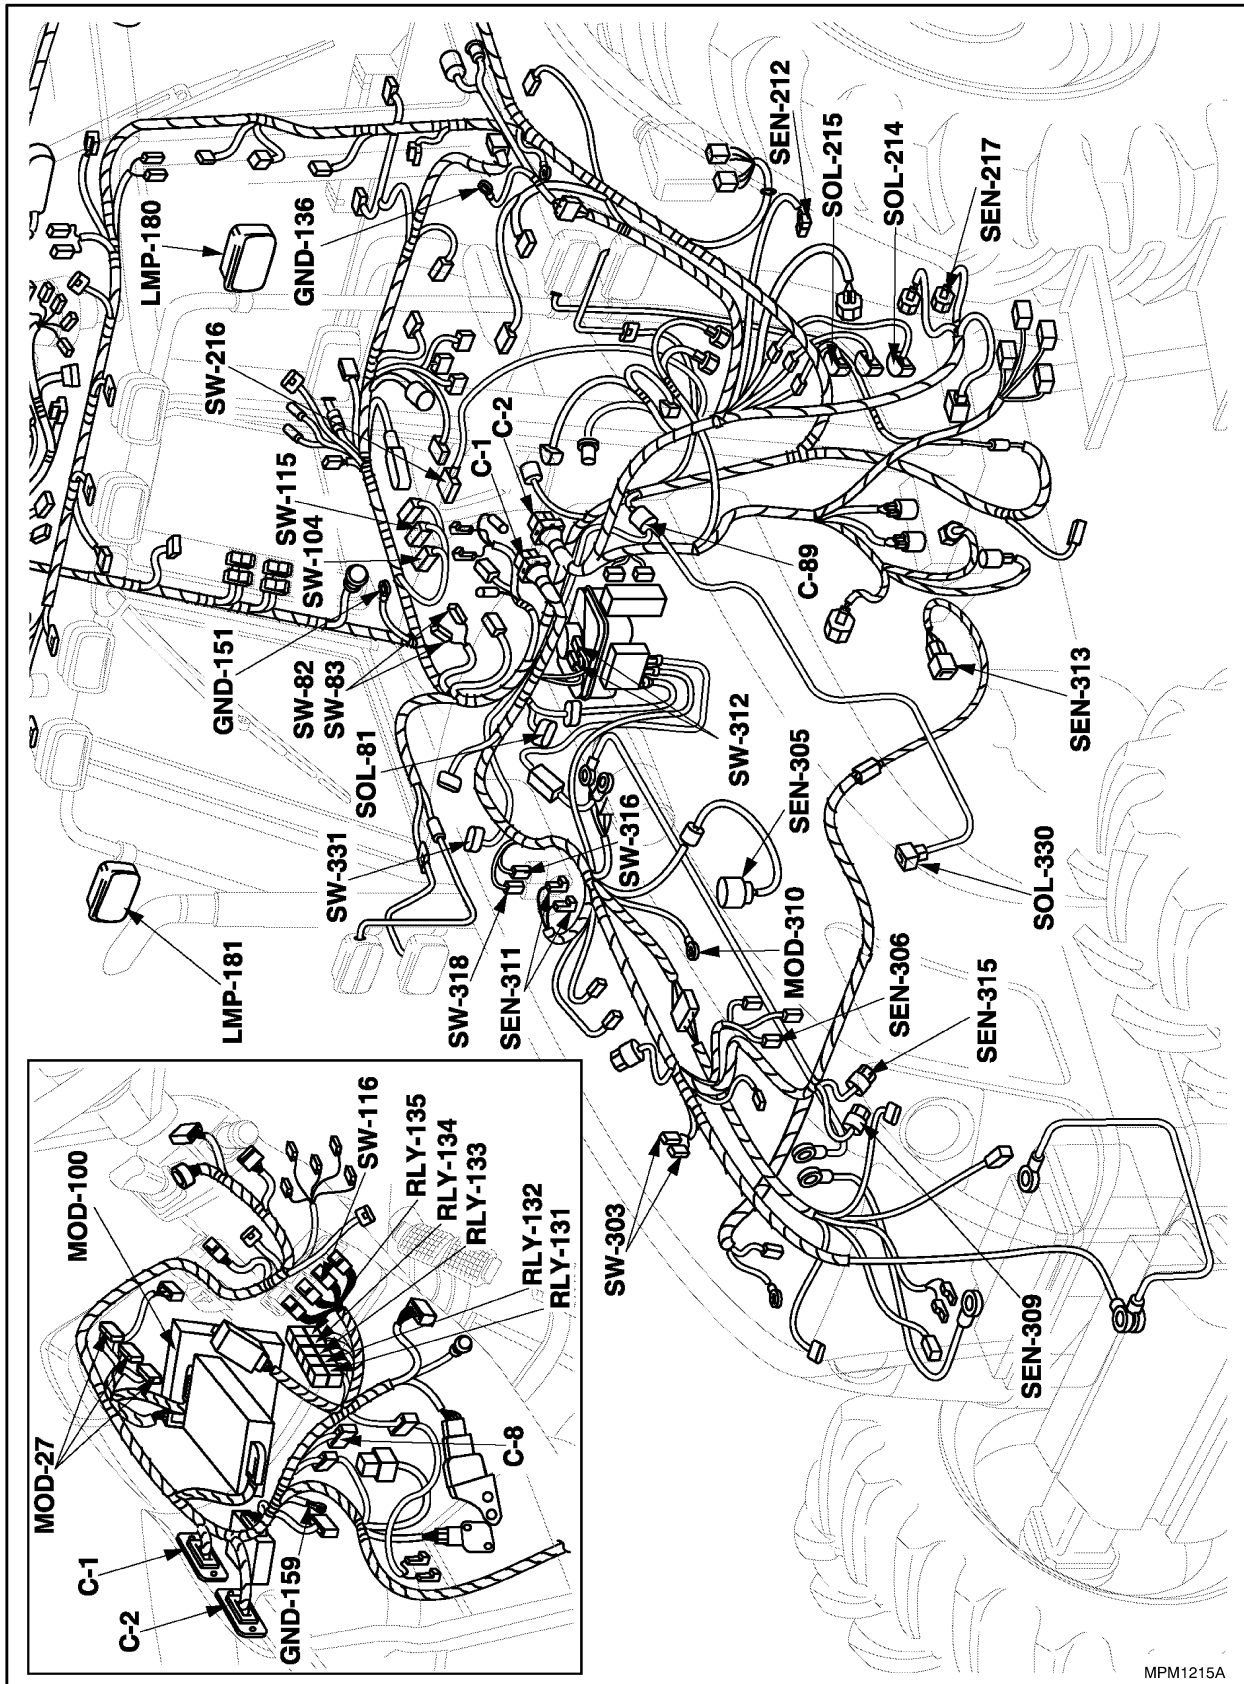 SEN-212
SOL-215
SOL-214
SEN-217
LMP-180
GND-136
SW-216
C-2
C-1
SW-115
SW-104
C-89
GND-151
SW-82
SW-83
SOL-81
SW-312
SEN-305
SEN-313
SW-331
SW-316
SOL-330
LMP-181
SW-318
SEN-311
MOD-310
SEN-306
SEN-315
SW-303
SEN-309
MOD-100
SW-116
RLY-135
RLY-134
RLY-133
RLY-132
RLY-131
MOD-27
C-8
C-1
C-2
GND-159
MPM1215A